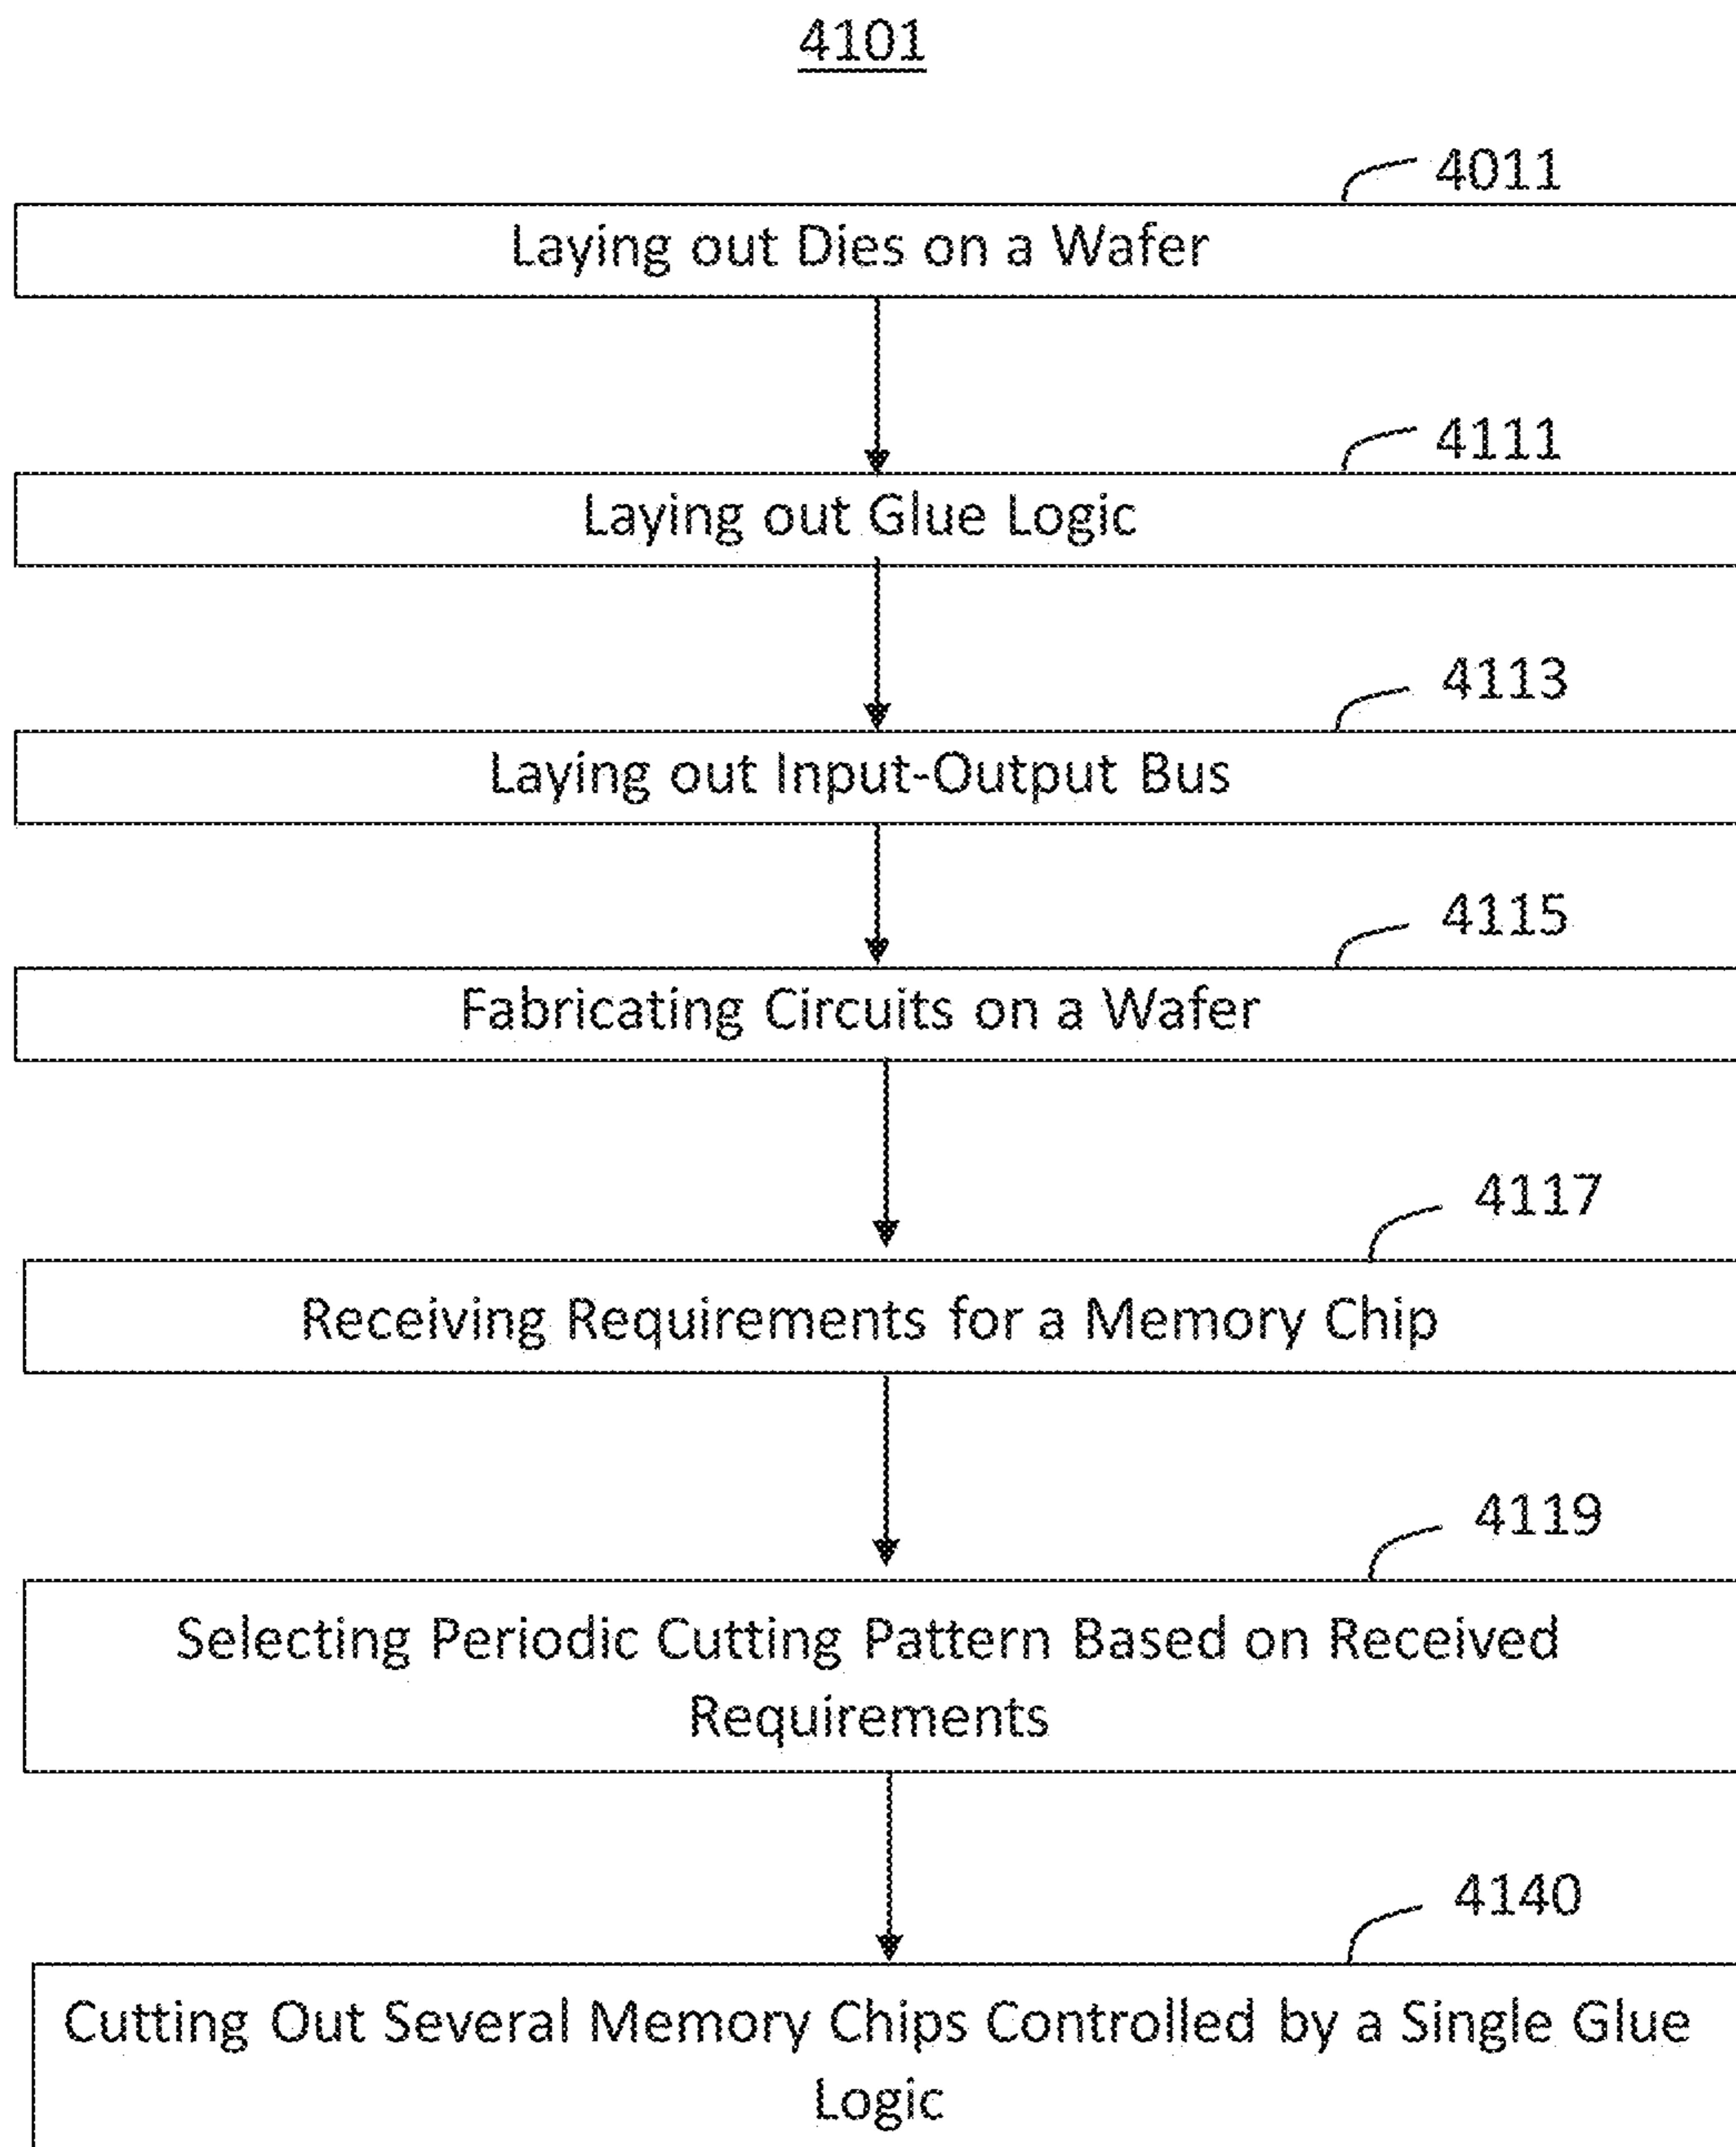 4101
4011
Laying out Dies on a Wafer
4111
Laying out Glue Logic
4113
Laying out Input-Output Bus
4115
Fabricating Circuits on a Wafer
4117
Receiving Requirements for a Memory Chip
4119
Selecting Periodic Cutting Pattern Based on Received
Requirements
4140
Cutting Out Several Memory Chips Controlled by a Single Glue
Logic